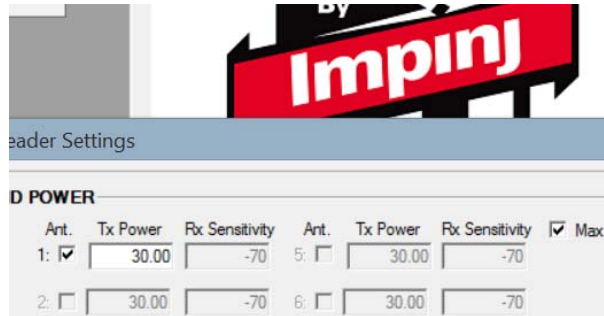 By
Impinj
eader Settings
D POWER
Ant. Tx Power Rx Sensitivity Ant. Tx Power Rx Sensitivity Max
1: 30.00 -70 5: 30.00 -70
2: 30.00 -70 6: 30.00 -70